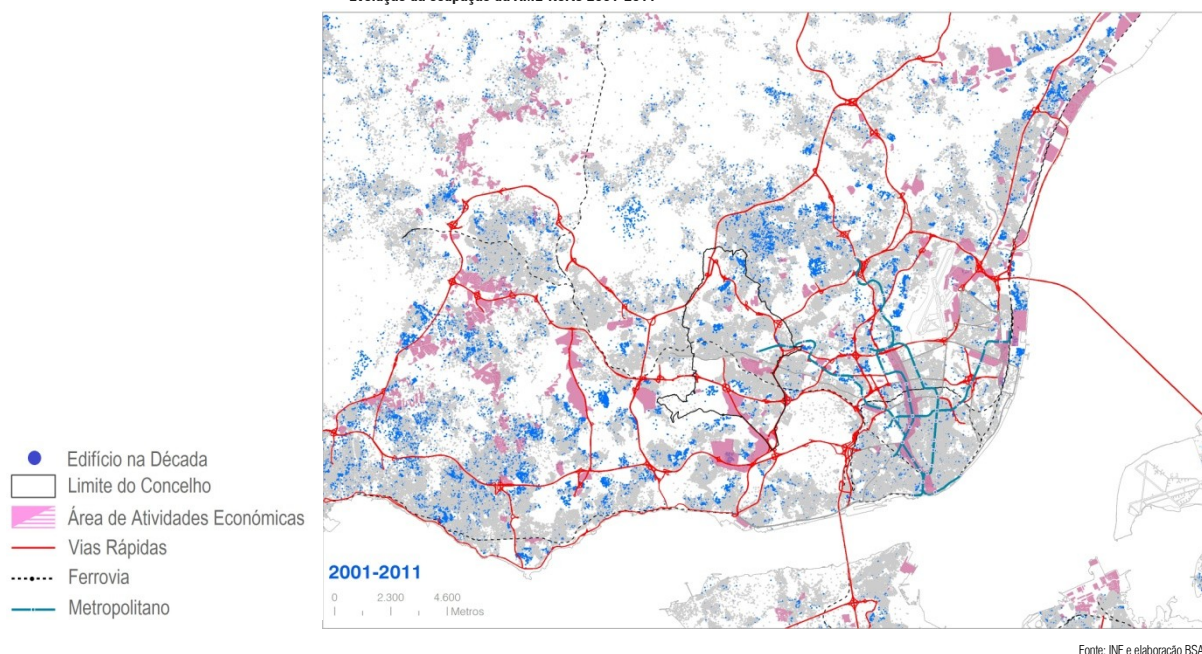 Edifício na Década
Limite do Concelho
Área de Atividades Económicas
Vias Rápidas
Ferrovia
Metropolitano
2001-2011
0 2.300 4.600
Metros
Fonte: INE e elaboração BSA